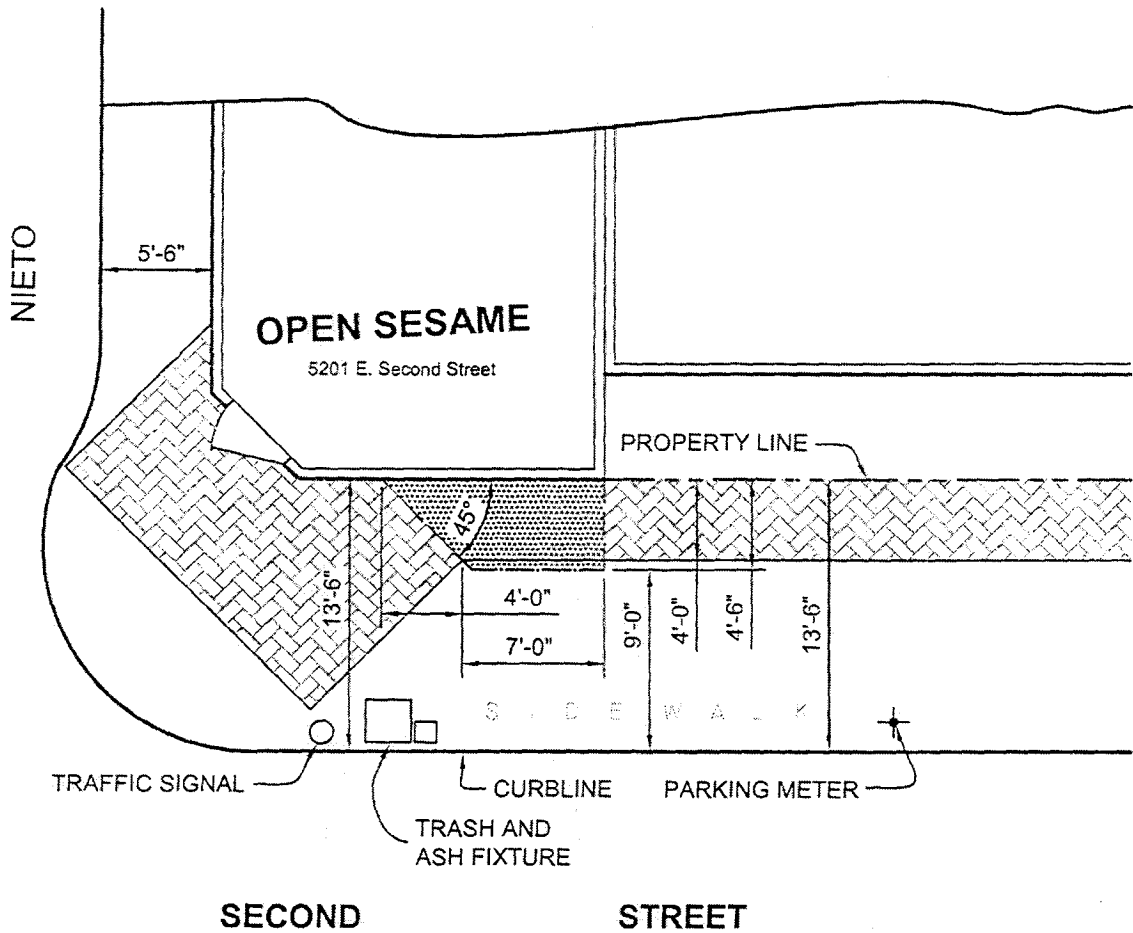 NIETO
5'-6"
OPEN SESAME
5201 E. Second Street
PROPERTY LINE
45°
13'-6"
4'-0"
7'-0"
9'-0"
4'-0"
4'-6"
13'-6"
SIDEWALK
TRAFFIC SIGNAL
CURBLINE
PARKING METER
TRASH AND
ASH FIXTURE
SECOND STREET